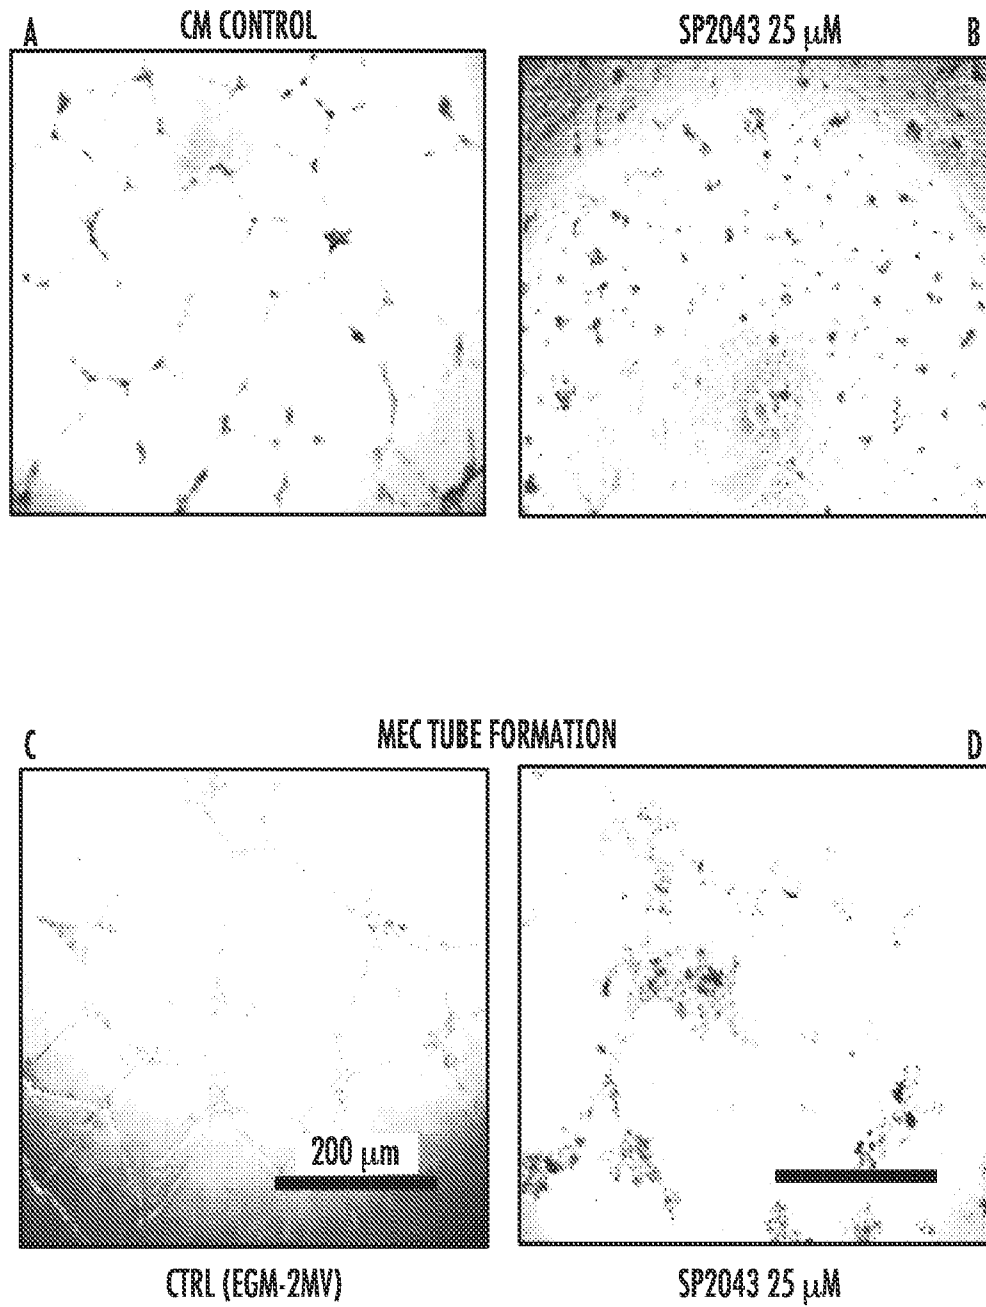 A CM CONTROL
SP2043 25 μM B
C MEC TUBE FORMATION D
200 μm
CTRL (EGM-2MV)
SP2043 25 μM